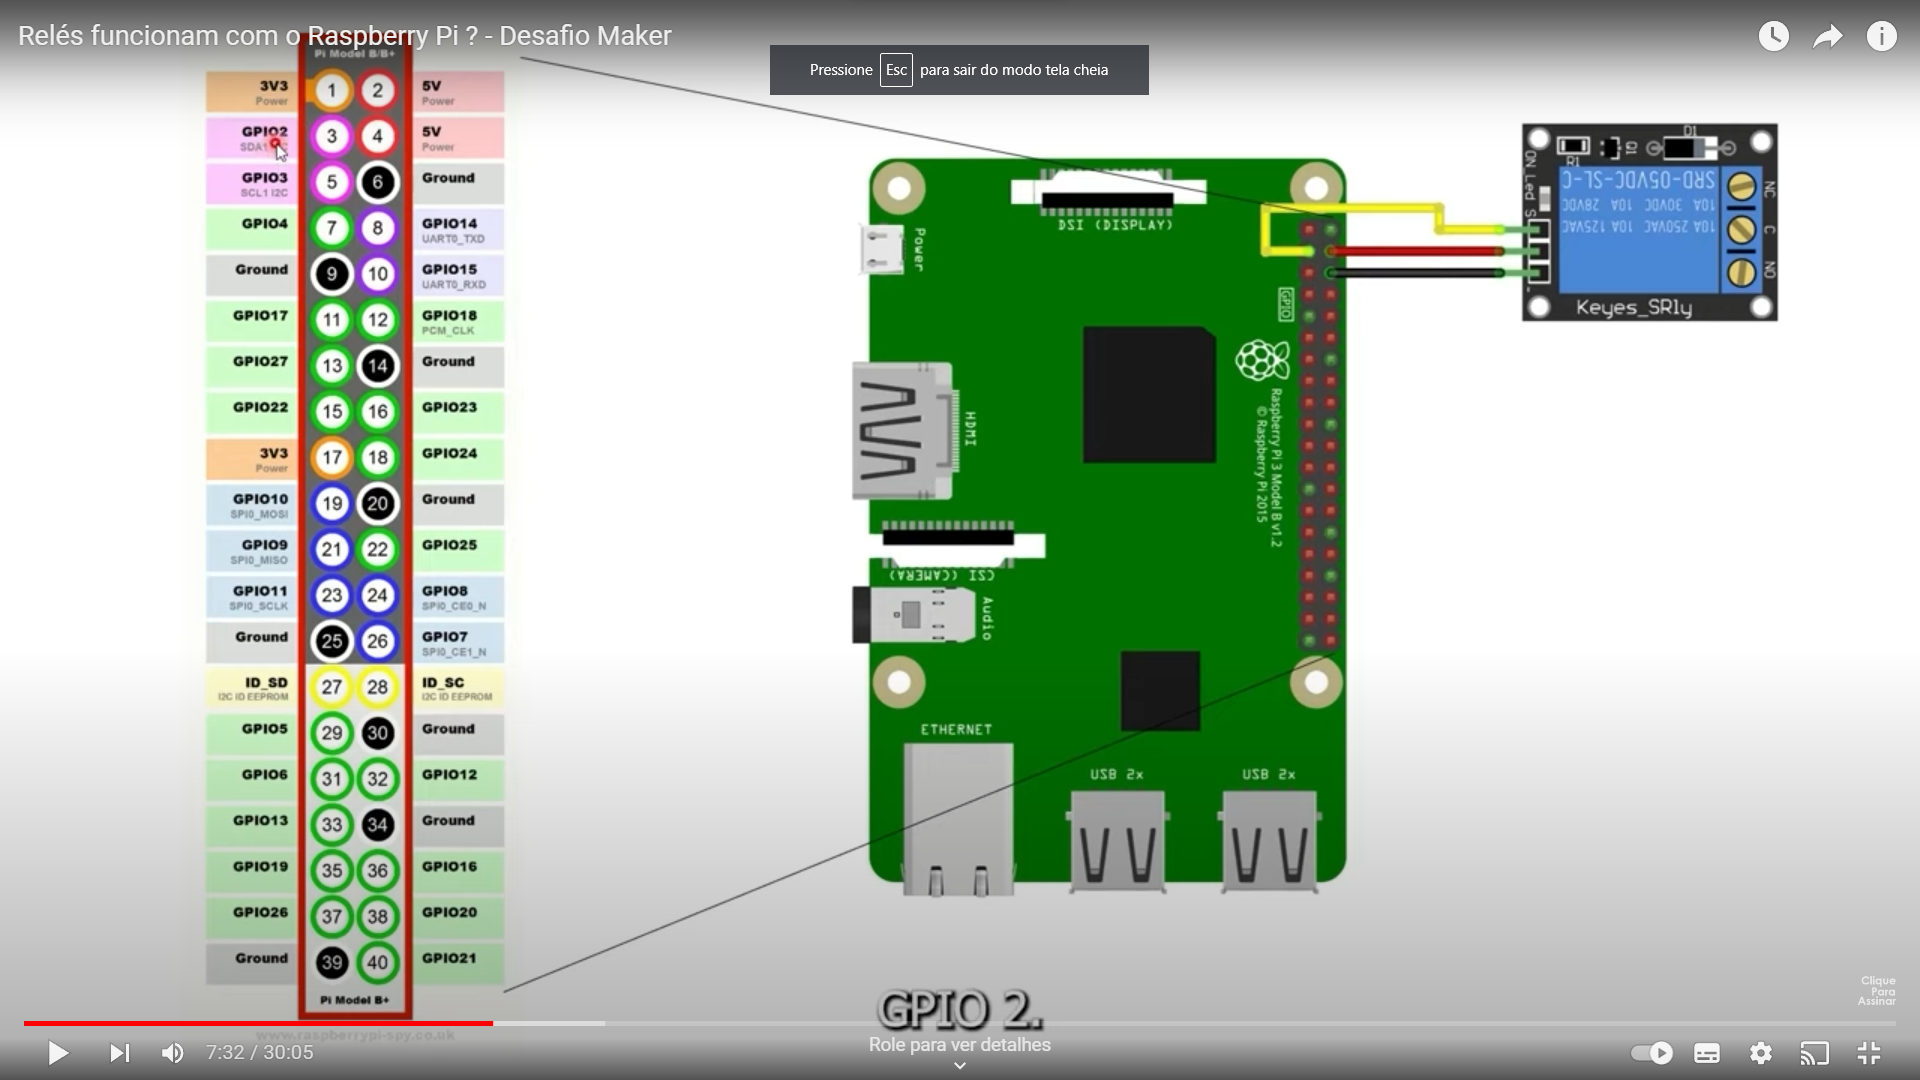 Relés funcionam com o Raspberry Pi ? - Desafio Maker
Pressione Esc para sair do modo tela cheia
Pi Model B/B+
3V3 Power 1 2 5V Power
GPIO2 SDA1 3 4 5V Power
GPIO3 SCL1 I2C 5 6 Ground
GPIO4 7 8 GPIO14 UART0_TXD
Ground 9 10 GPIO15 UART0_RXD
GPIO17 11 12 GPIO18 PCM_CLK
GPIO27 13 14 Ground
GPIO22 15 16 GPIO23
3V3 Power 17 18 GPIO24
GPIO10 SPI0_MOSI 19 20 Ground
GPIO9 SPI0_MISO 21 22 GPIO25
GPIO11 SPI0_SCLK 23 24 GPIO8 SPI0_CE0_N
Ground 25 26 GPIO7 SPI0_CE1_N
ID_SD I2C ID EEPROM 27 28 ID_SC I2C ID EEPROM
GPIO5 29 30 Ground
GPIO6 31 32 GPIO12
GPIO13 33 34 Ground
GPIO19 35 36 GPIO16
GPIO26 37 38 GPIO20
Ground 39 40 GPIO21
Pi Model B+
www.raspberrypi-spy.co.uk
DSI (DISPLAY)
Power
GPIO
HDMI
Raspberry Pi 3 Model B v1.2
© Raspberry Pi 2015
CSI (CAMERA)
Audio
ETHERNET
USB 2x
USB 2x
R1
Q1
D1
ON_Led
S
SRD-05VDC-SL-C
10A 30VDC 10A 28VDC
10A 250VAC 10A 125VAC
NC
C
NO
Keyes_SRly
GPIO 2.
Clique
Para
Assinar
7:32 / 30:05
Role para ver detalhes